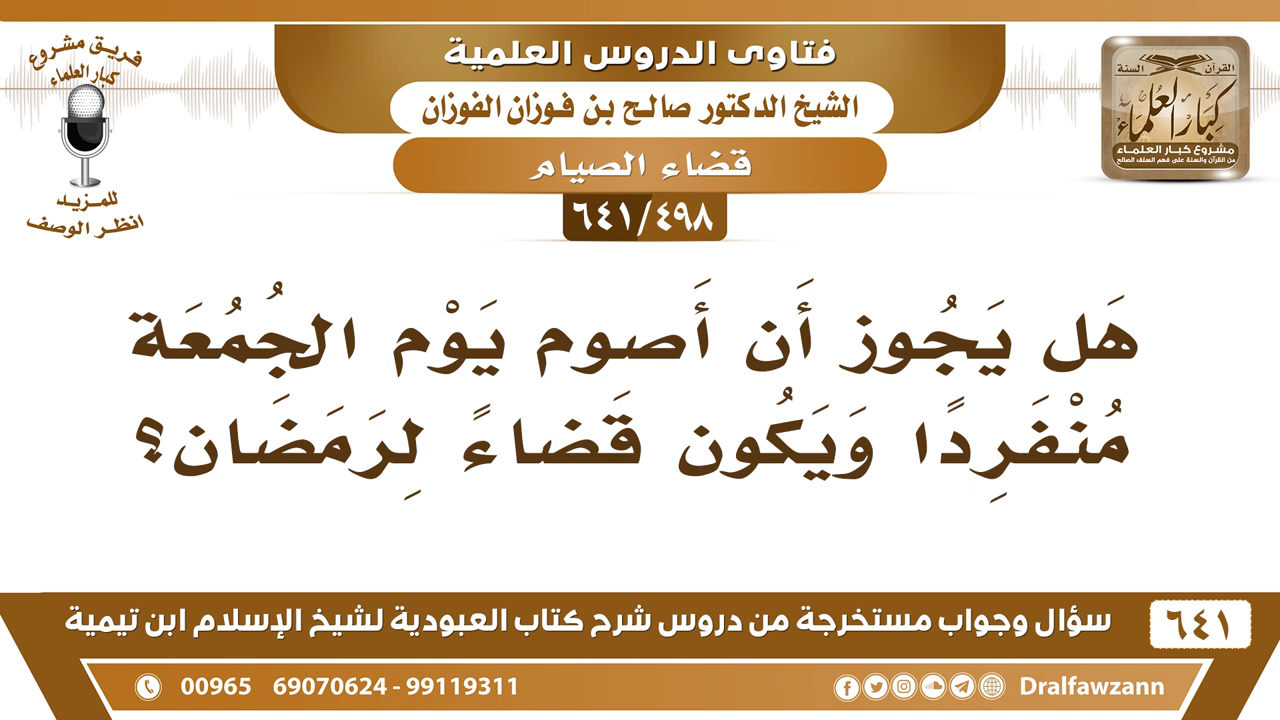 فتاوى الدروس العلمية
الشيخ الدكتور صالح بن فوزان الفوزان
قضاء الصيام
٦٤١/٤٩٨
فريق مشروع
كبار العلماء
للمزيد
انظر الوصف
القرآن السنة
كبار العلماء
مشروع كبار العلماء
من القرآن والسنة على فهم السلف الصالح
هَل يَجُوز أَن أَصوم يَوْم الجُمُعَة
مُنْفَرِدًا وَيَكُون قَضَاءً لِرَمَضَان؟
سؤال وجواب مستخرجة من دروس شرح كتاب العبودية لشيخ الإسلام ابن تيمية
٦٤١
00965 69070624 - 99119311
Dralfawzann